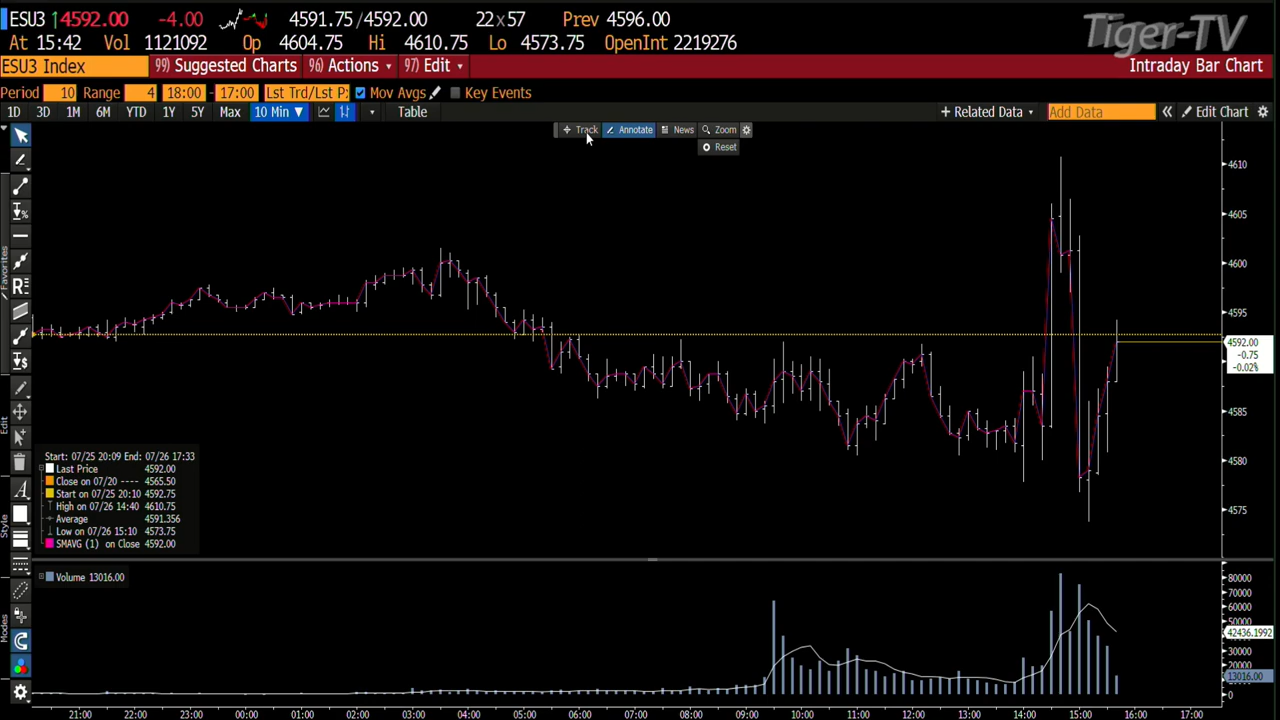 ESU3 ↑4592.00 -4.00 4591.75/4592.00 22×57 Prev 4596.00
At 15:42 Vol 1121092 Op 4604.75 Hi 4610.75 Lo 4573.75 OpenInt 2219276
Tiger-TV
ESU3 Index 99) Suggested Charts 96) Actions 97) Edit Intraday Bar Chart
Period 10 Range 4 18:00 - 17:00 Lst Trd/Lst P Mov Avgs Key Events
1D 3D 1M 6M YTD 1Y 5Y Max 10 Min ▼ Table + Related Data Add Data « Edit Chart
Track Annotate News Zoom
Reset
Favorites
Edit
Style
Modes
4610
4605
4600
4595
4592.00
-0.75
-0.02%
4585
4580
4575
Start: 07/25 20:09 End: 07/26 17:33
Last Price 4592.00
Close on 07/20 ---- 4565.50
Start on 07/25 20:10 4592.75
High on 07/26 14:40 4610.75
Average 4591.356
Low on 07/26 15:10 4573.75
SMAVG (1) on Close 4592.00
Volume 13016.00
80000
70000
60000
50000
42436.1992
30000
20000
13016.00
0
21:00 22:00 23:00 00:00 01:00 02:00 03:00 04:00 05:00 06:00 07:00 08:00 09:00 10:00 11:00 12:00 13:00 14:00 15:00 16:00 17:00